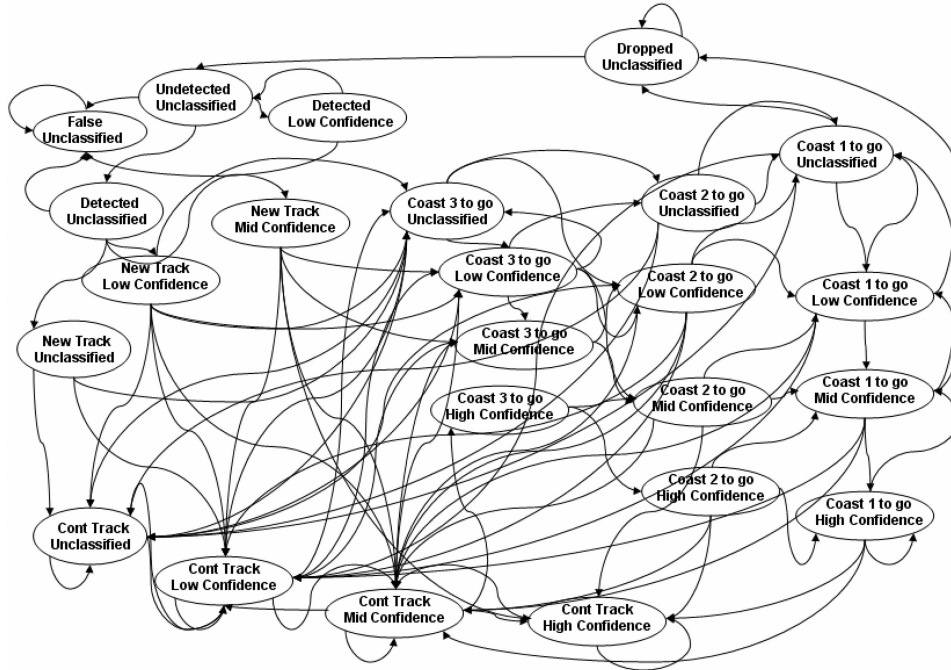 Dropped
Unclassified
Undetected
Unclassified
Detected
Low Confidence
False
Unclassified
Coast 1 to go
Unclassified
Detected
Unclassified
New Track
Mid Confidence
Coast 3 to go
Unclassified
Coast 2 to go
Unclassified
New Track
Low Confidence
Coast 3 to go
Low Confidence
Coast 2 to go
Low Confidence
Coast 1 to go
Low Confidence
New Track
Unclassified
Coast 3 to go
Mid Confidence
Coast 3 to go
High Confidence
Coast 2 to go
Mid Confidence
Coast 1 to go
Mid Confidence
Coast 2 to go
High Confidence
Coast 1 to go
High Confidence
Cont Track
Unclassified
Cont Track
Low Confidence
Cont Track
Mid Confidence
Cont Track
High Confidence